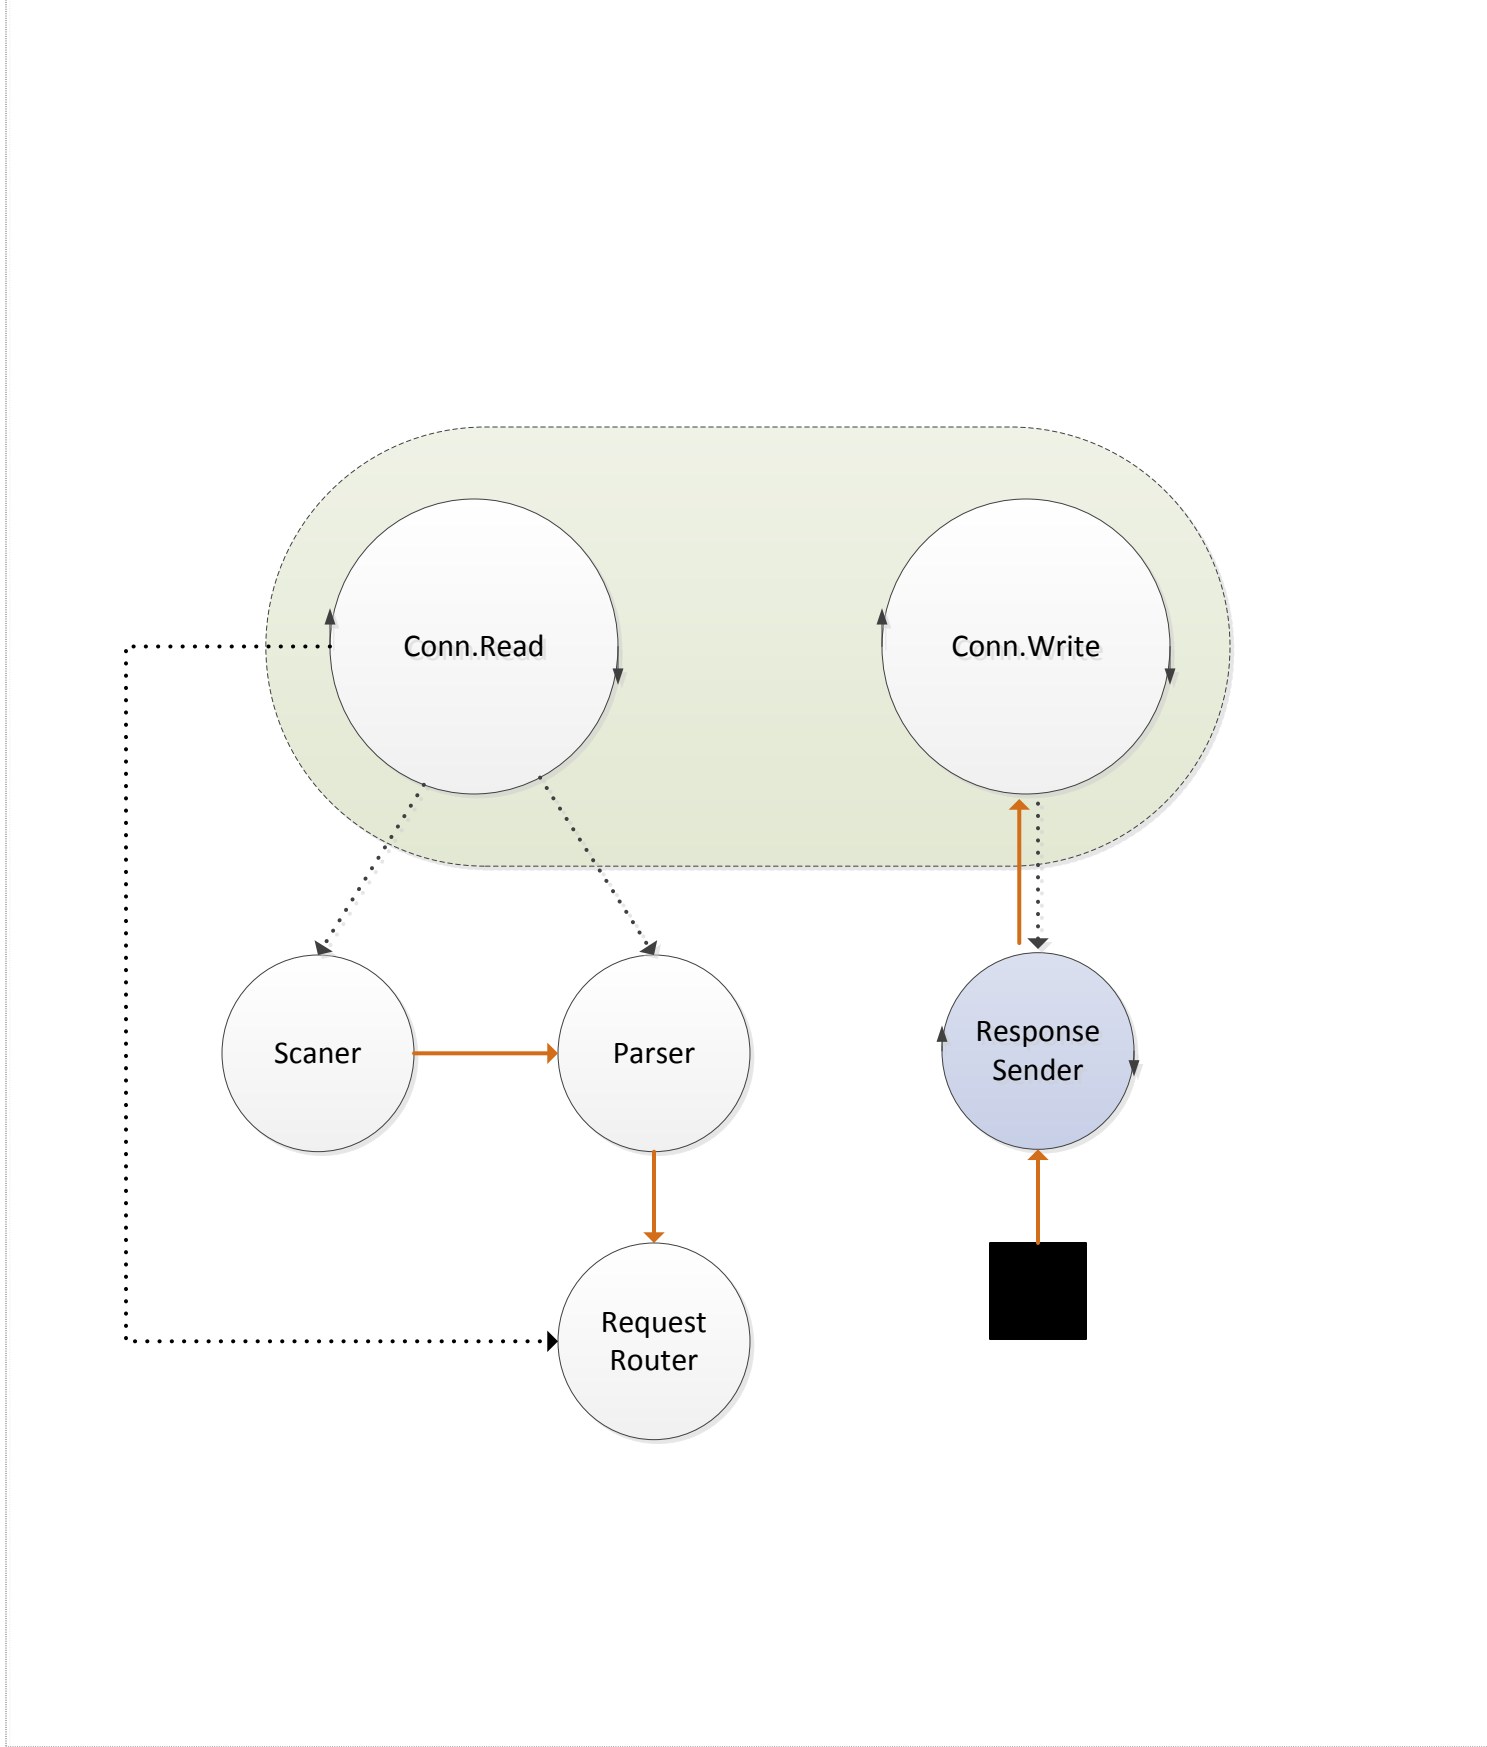 Conn.Read
Conn.Write
Scaner
Parser
Response
Sender
Request
Router